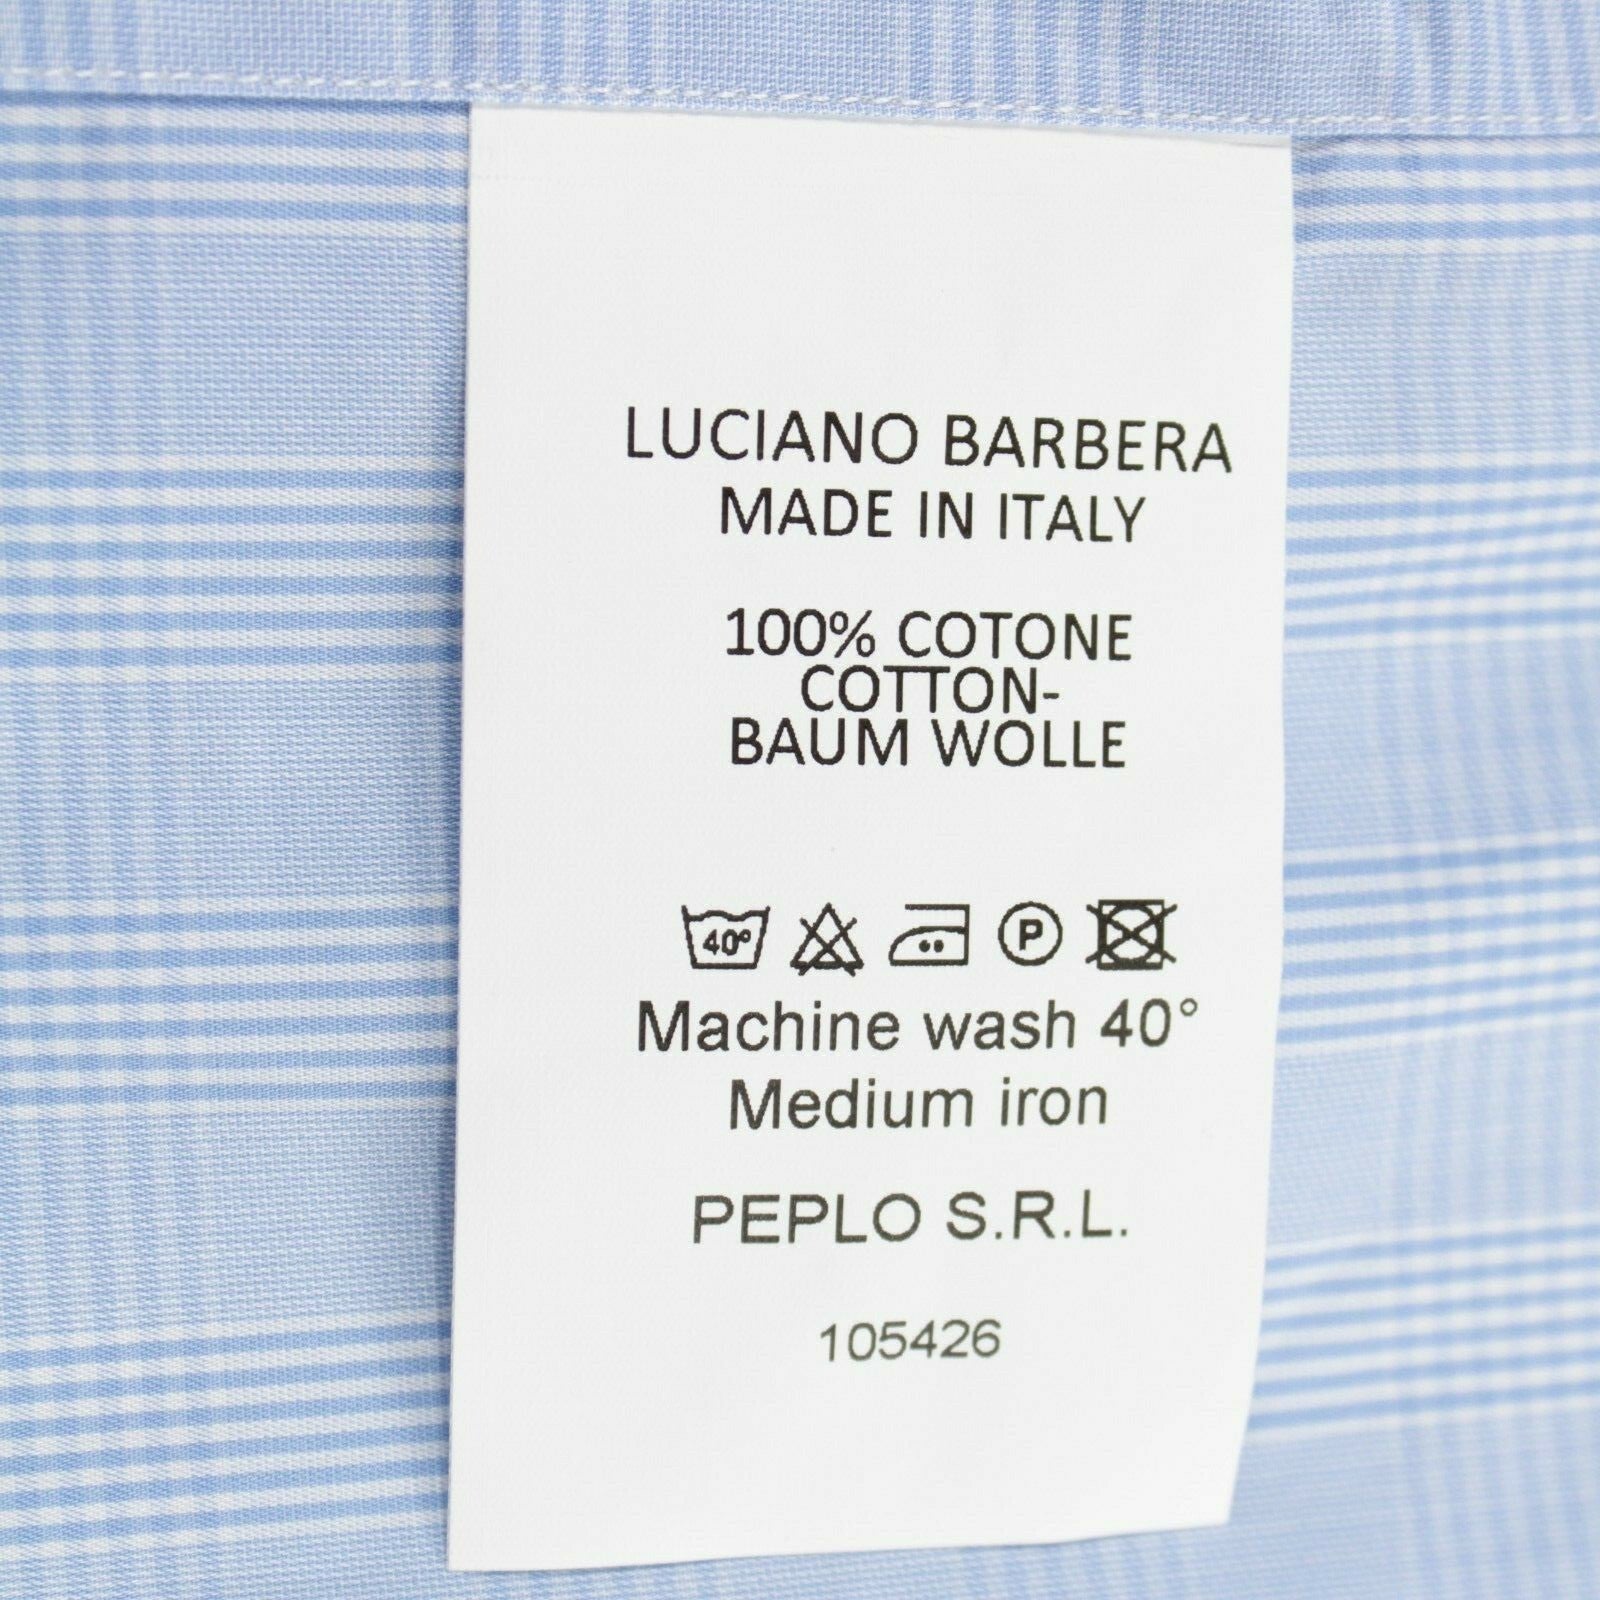 LUCIANO BARBERA
MADE IN ITALY
100% COTONE
COTTON-
BAUM WOLLE
40° P
Machine wash 40°
Medium iron
PEPLO S.R.L.
105426